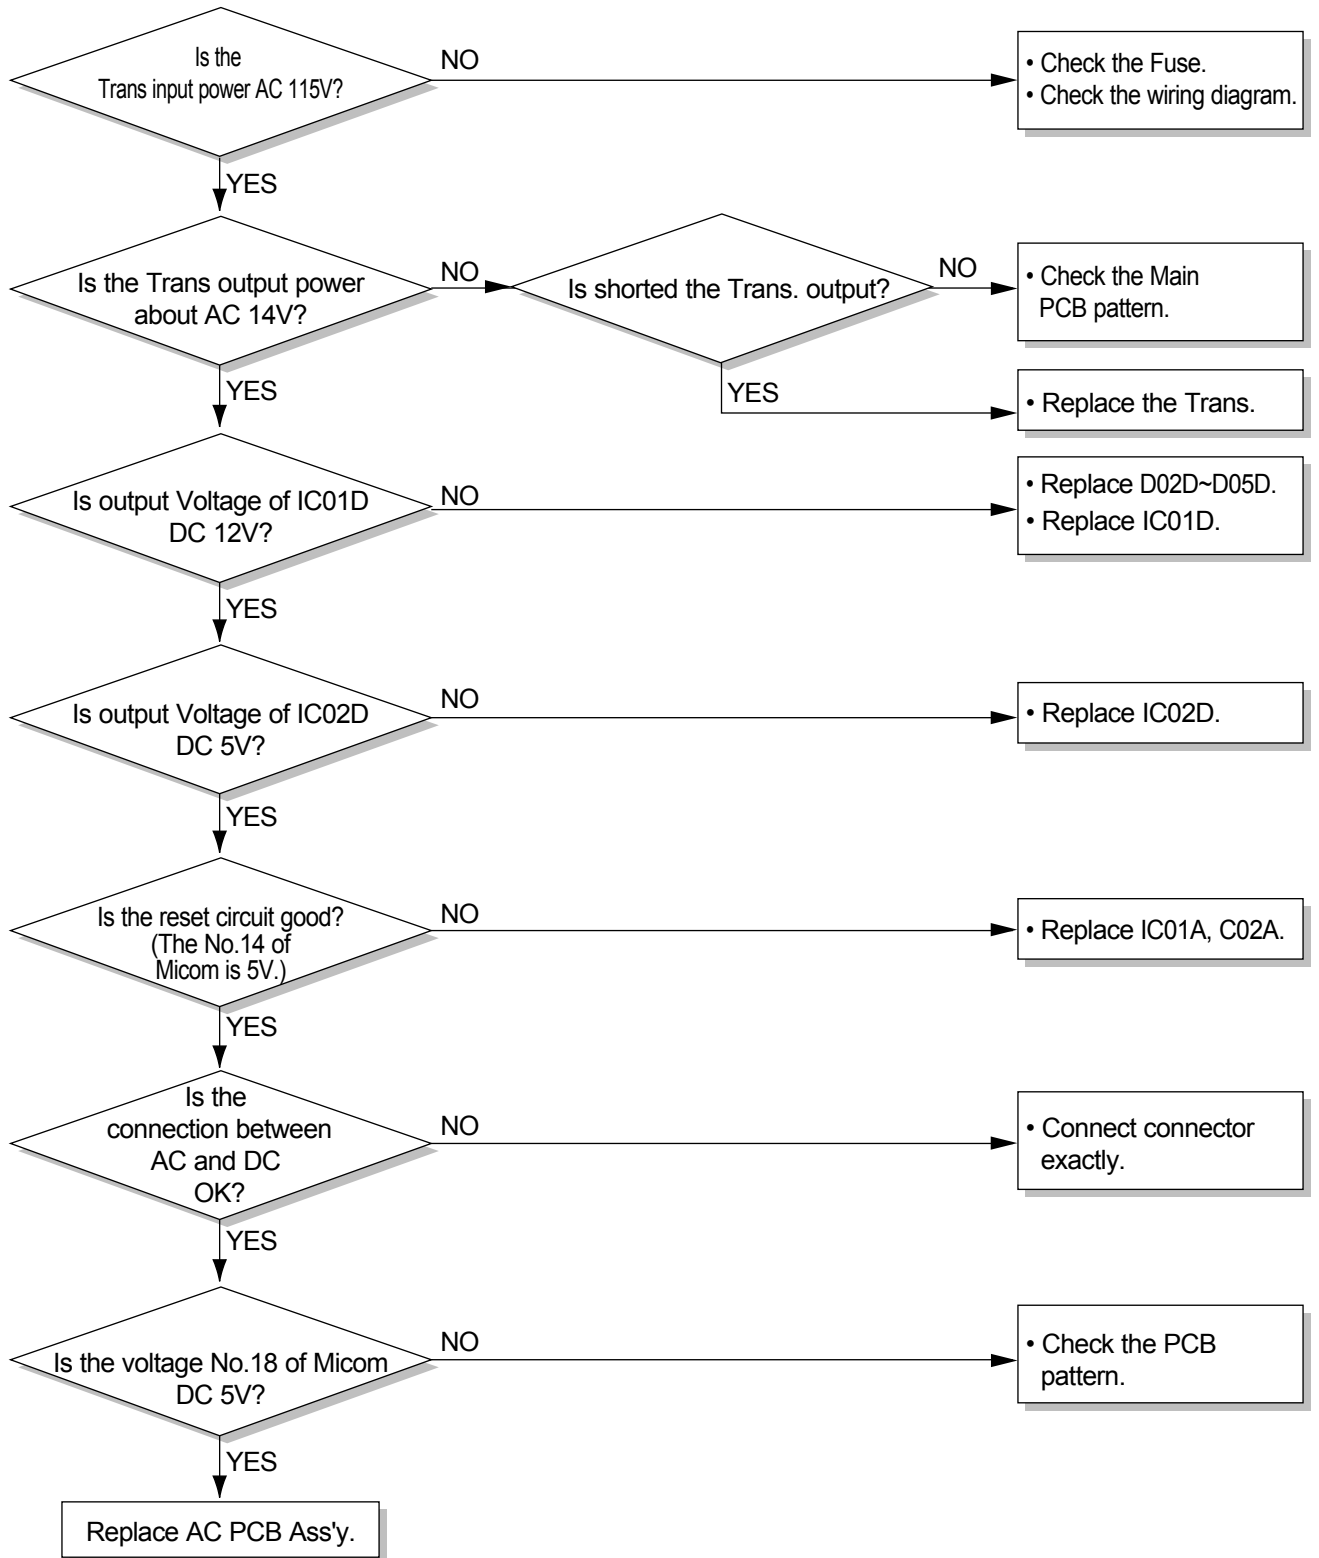 Is the
Trans input power AC 115V?
NO
• Check the Fuse.
• Check the wiring diagram.
YES
Is the Trans output power
about AC 14V?
NO
Is shorted the Trans. output?
NO
• Check the Main
PCB pattern.
YES
YES
• Replace the Trans.
Is output Voltage of IC01D
DC 12V?
NO
• Replace D02D~D05D.
• Replace IC01D.
YES
Is output Voltage of IC02D
DC 5V?
NO
• Replace IC02D.
YES
Is the reset circuit good?
(The No.14 of
Micom is 5V.)
NO
• Replace IC01A, C02A.
YES
Is the
connection between
AC and DC
OK?
NO
• Connect connector
exactly.
YES
Is the voltage No.18 of Micom
DC 5V?
NO
• Check the PCB
pattern.
YES
Replace AC PCB Ass'y.